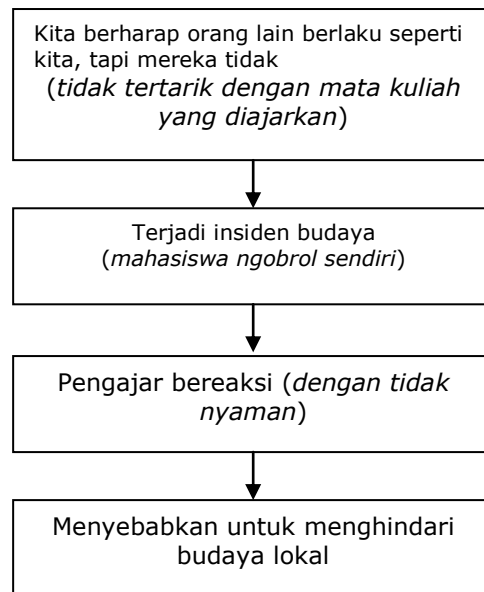 Kita berharap orang lain berlaku seperti
kita, tapi mereka tidak
(tidak tertarik dengan mata kuliah
yang diajarkan)
Terjadi insiden budaya
(mahasiswa ngobrol sendiri)
Pengajar bereaksi (dengan tidak
nyaman)
Menyebabkan untuk menghindari
budaya lokal